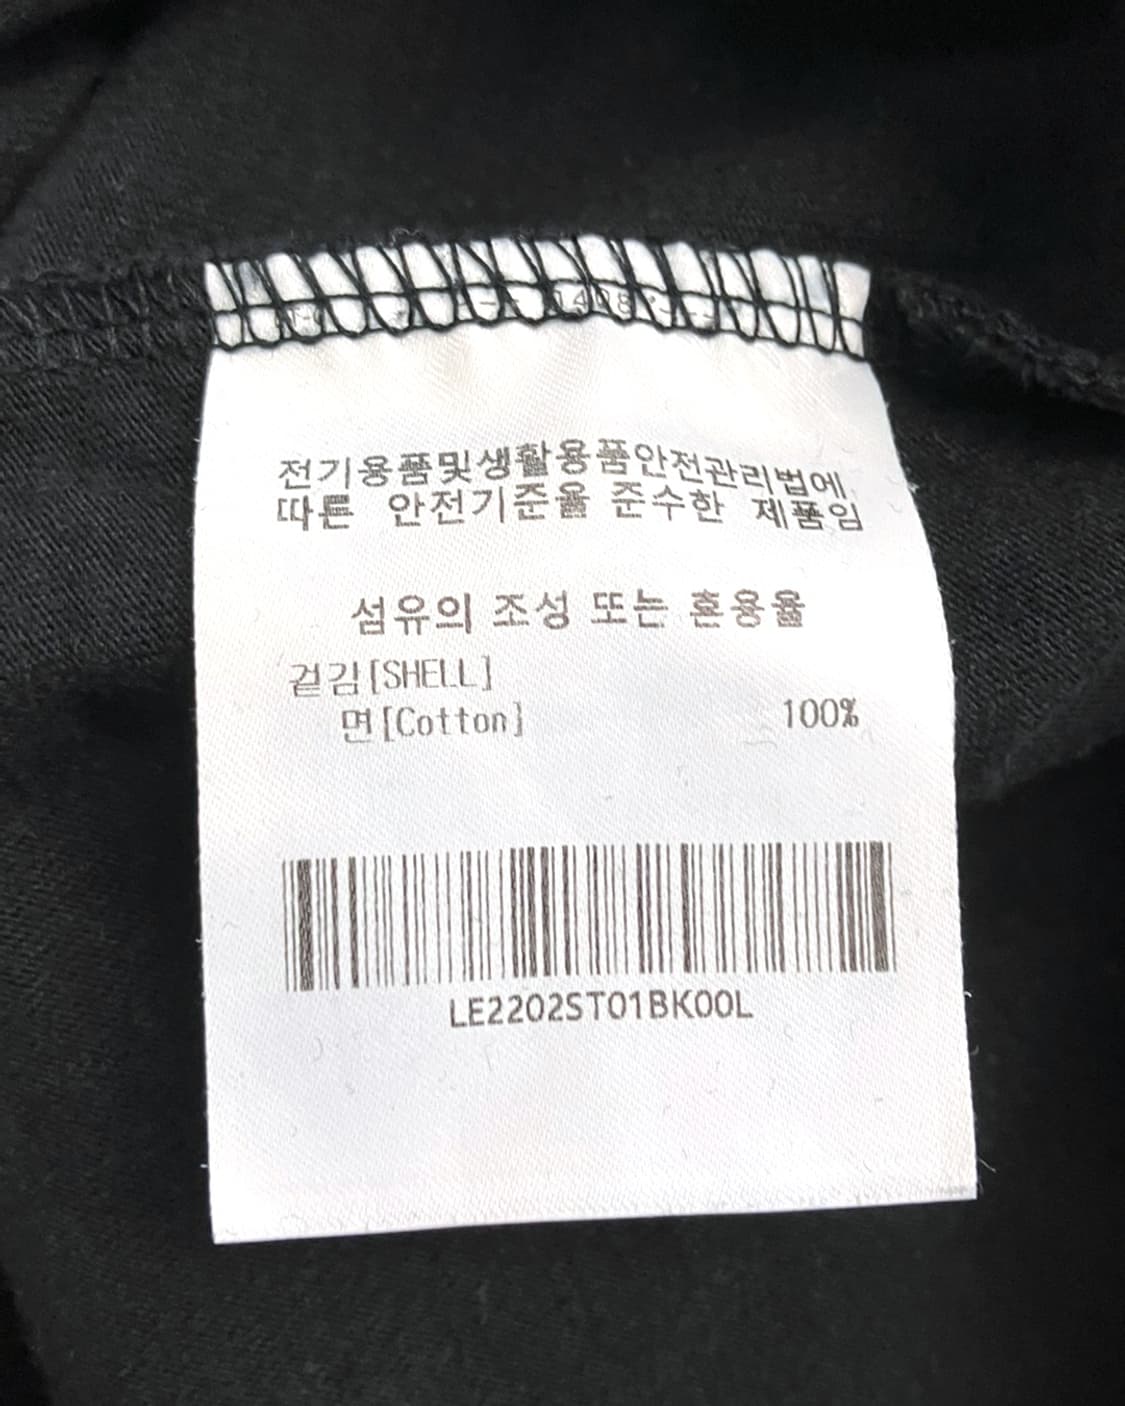 전기용품및생활용품안전관리법에
따른 안전기준을 준수한 제품임
섬유의 조성 또는 혼용율
겉감[SHELL]
면[Cotton] 100%
LE2202ST01BK00L